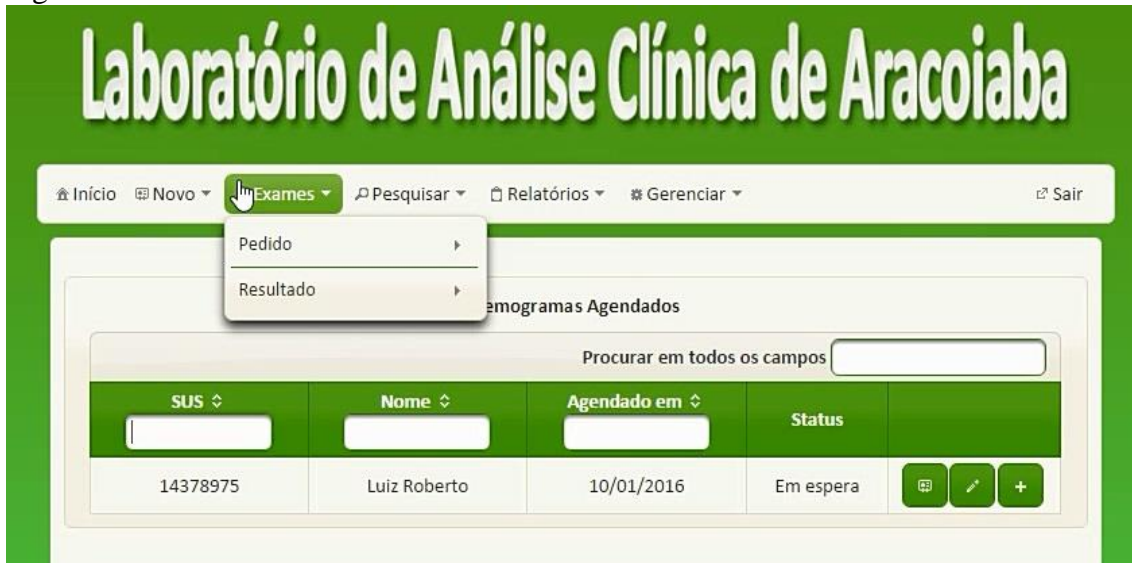 Laboratório de Análise Clínica de Aracoiaba
Início Novo Exames Pesquisar Relatórios Gerenciar Sair
Pedido
Resultado
emogramas Agendados
Procurar em todos os campos
SUS Nome Agendado em Status
14378975 Luiz Roberto 10/01/2016 Em espera